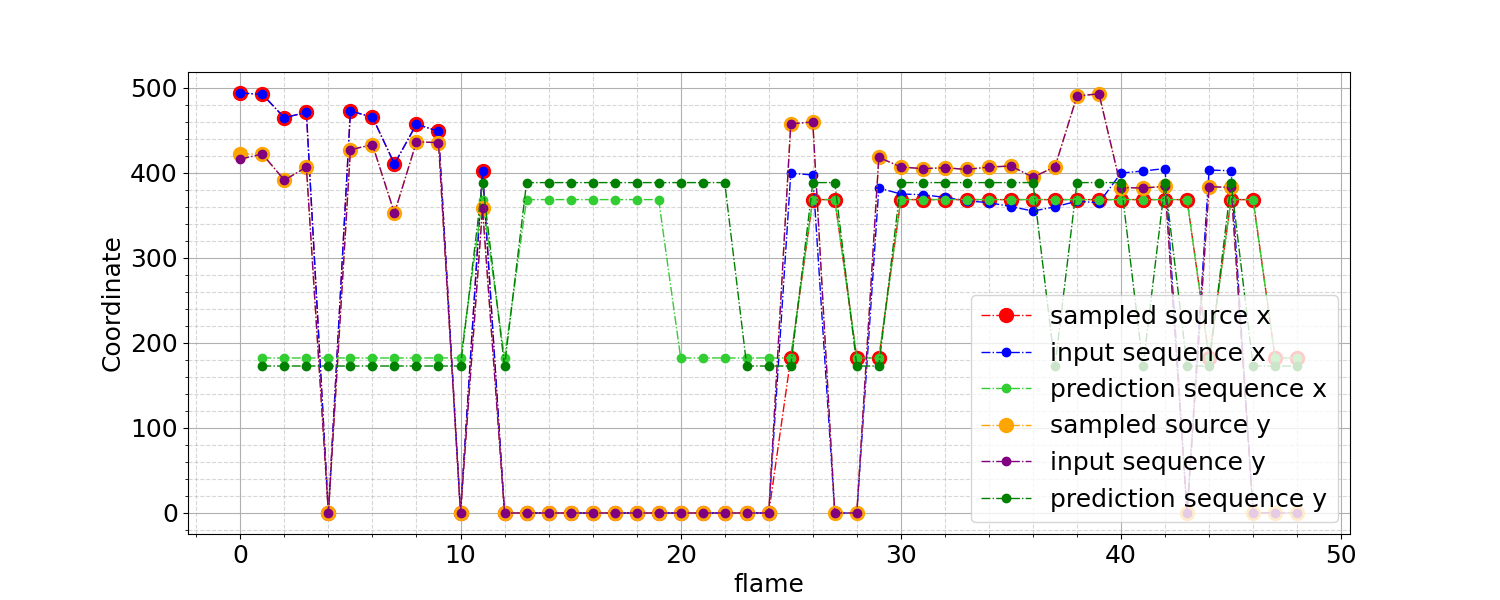 500
400
300
200
100
0
Coordinate
0 10 20 30 40 50
flame
sampled source x
input sequence x
prediction sequence x
sampled source y
input sequence y
prediction sequence y